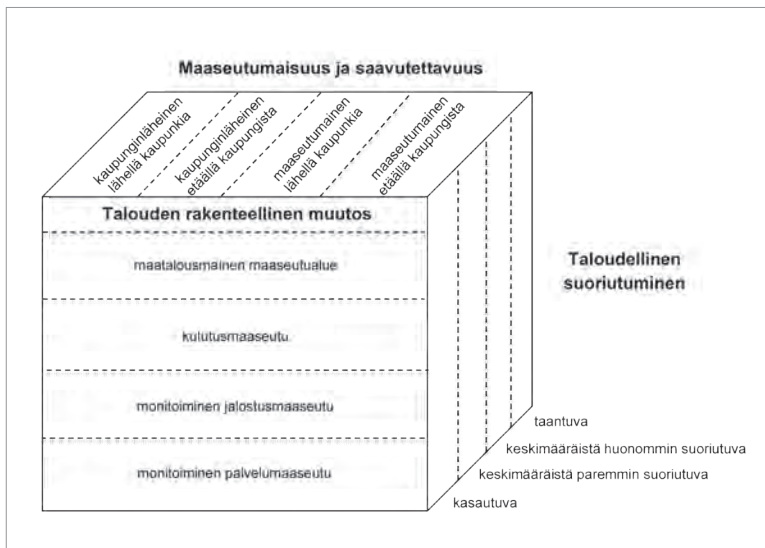 Maaseutumaisuus ja saavutettavuus
kaupunginläheinen
lähellä kaupunkia
kaupunginläheinen
etäällä kaupungista
maaseutumainen
lähellä kaupunkia
maaseutumainen
etäällä kaupungista
Talouden rakenteellinen muutos
maatalousmainen maaseutualue
kulutusmaaseutu
monitoiminen jalostusmaaseutu
monitoiminen palvelumaaseutu
Taloudellinen
suoriutuminen
taantuva
keskimääräistä huonommin suoriutuva
keskimääräistä paremmin suoriutuva
kasautuva